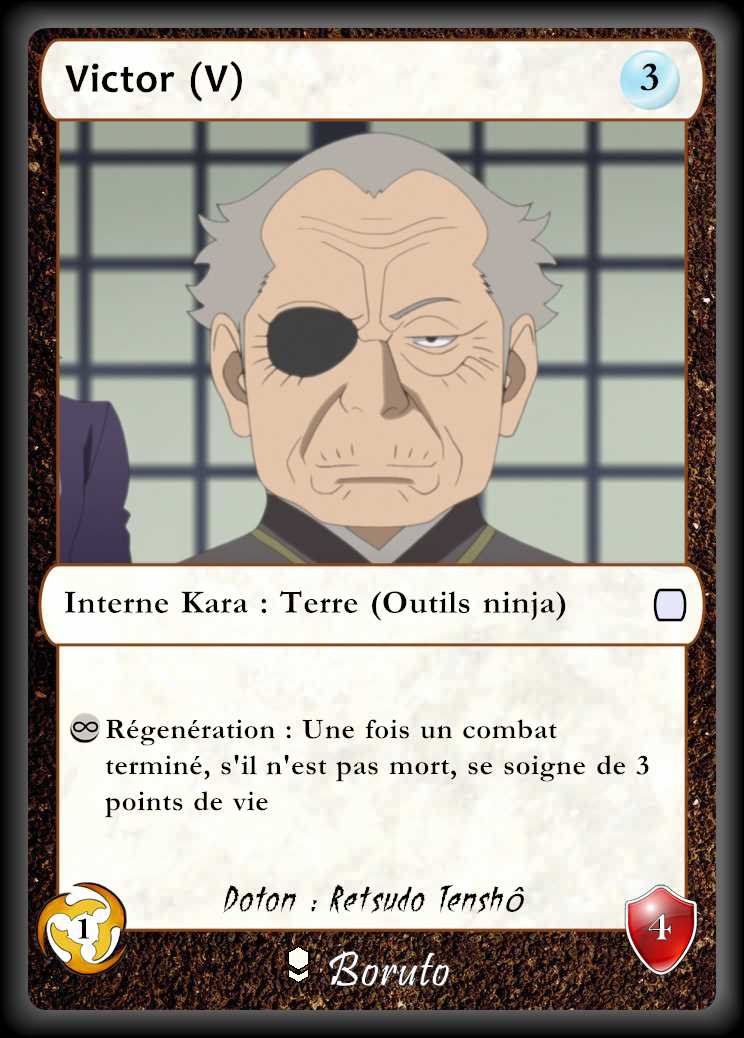 Victor (V)
3
Interne Kara : Terre (Outils ninja)
∞ Régenération : Une fois un combat
terminé, s'il n'est pas mort, se soigne de 3
points de vie
Doton : Retsudo Tenshô
1
4
Boruto